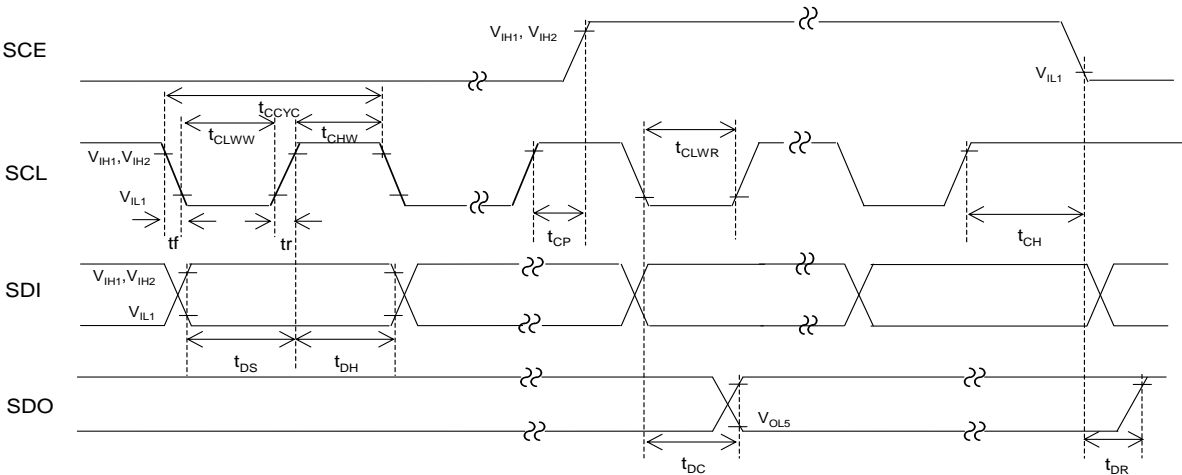 SCE
V_IH1, V_IH2
V_IL1
t_CCYC
t_CLWW
t_CHW
t_CLWR
SCL
V_IH1,V_IH2
V_IL1
tf
tr
t_CP
t_CH
SDI
V_IH1,V_IH2
V_IL1
t_DS
t_DH
SDO
V_OL5
t_DC
t_DR